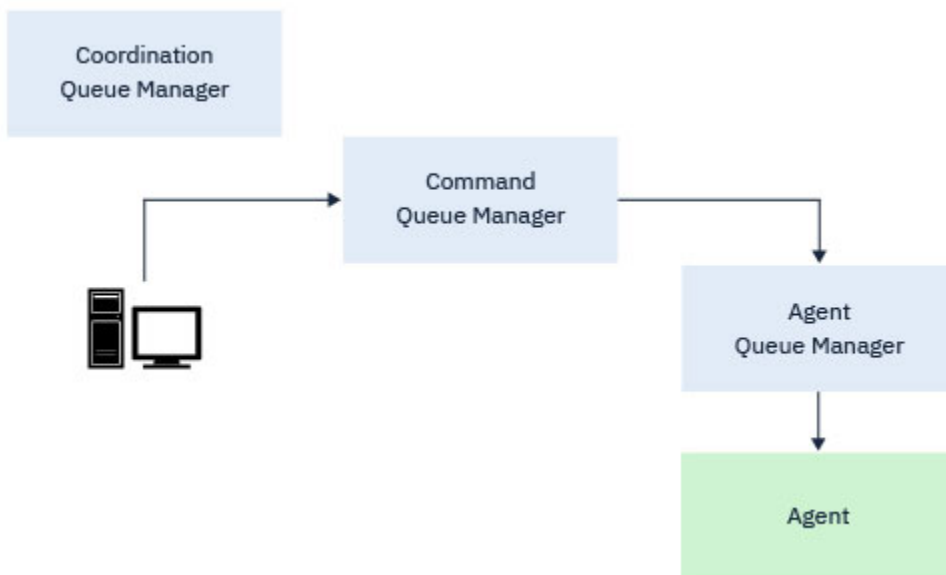 Coordination
Queue Manager
Command
Queue Manager
Agent
Queue Manager
Agent